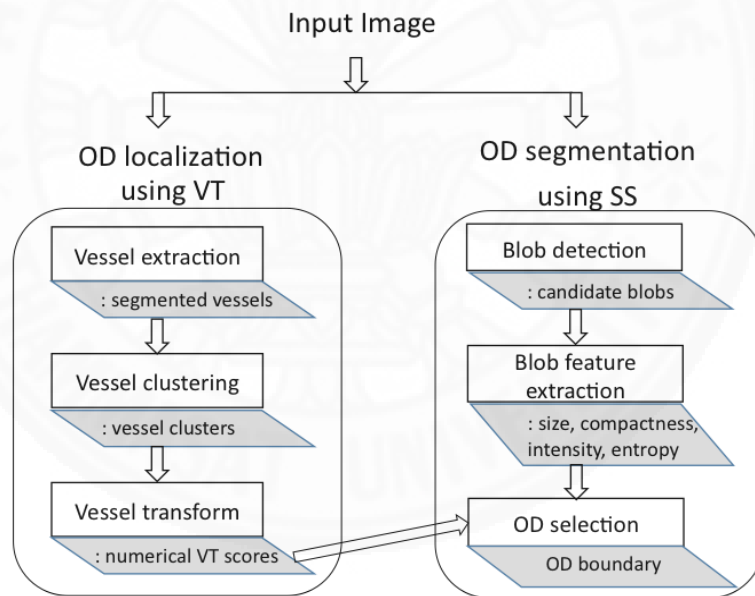 Input Image
OD localization
using VT
Vessel extraction
: segmented vessels
Vessel clustering
: vessel clusters
Vessel transform
: numerical VT scores
OD segmentation
using SS
Blob detection
: candidate blobs
Blob feature
extraction
: size, compactness,
intensity, entropy
OD selection
OD boundary